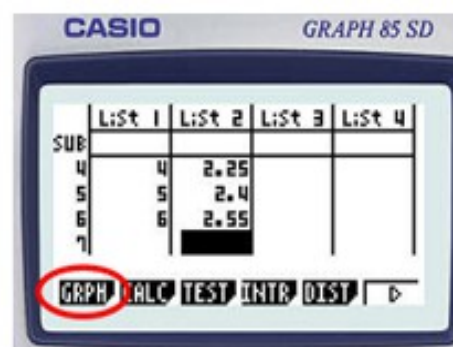 CASIO GRAPH 85 SD
List 1 List 2 List 3 List 4
SUB
4 4 2.25
5 5 2.4
6 6 2.55
7
GRPH CALC TEST INTR DIST ▷